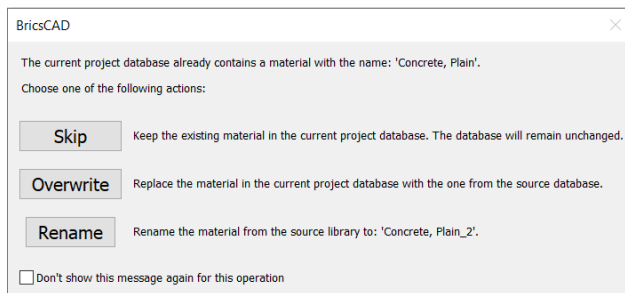 BricsCAD
The current project database already contains a material with the name: 'Concrete, Plain'.
Choose one of the following actions:
Skip Keep the existing material in the current project database. The database will remain unchanged.
Overwrite Replace the material in the current project database with the one from the source database.
Rename Rename the material from the source library to: 'Concrete, Plain_2'.
Don't show this message again for this operation